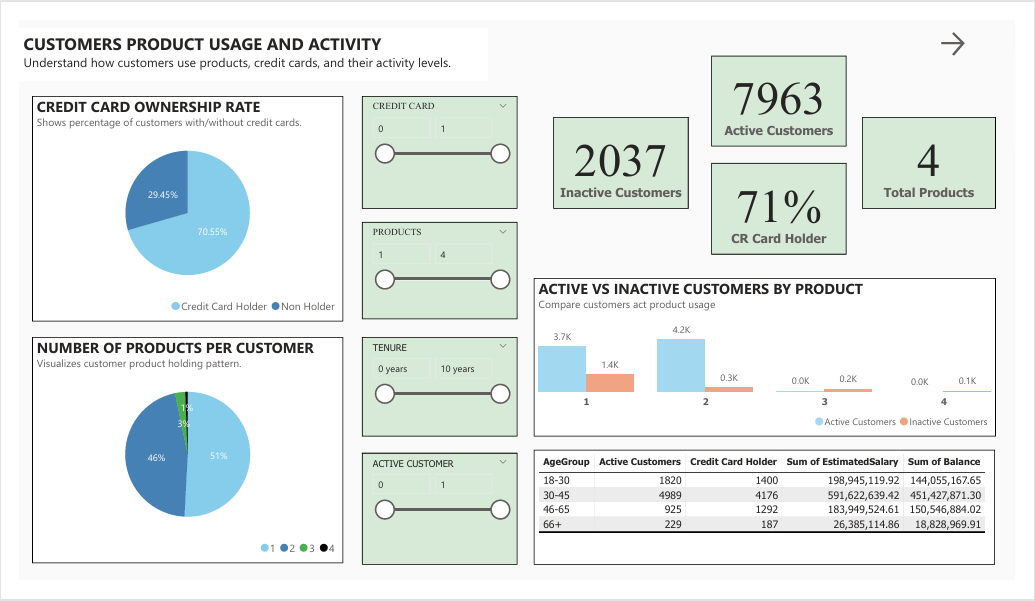 CUSTOMERS PRODUCT USAGE AND ACTIVITY
Understand how customers use products, credit cards, and their activity levels.
CREDIT CARD OWNERSHIP RATE
Shows percentage of customers with/without credit cards.
29.45%
70.55%
Credit Card Holder Non Holder
NUMBER OF PRODUCTS PER CUSTOMER
Visualizes customer product holding pattern.
1%
3%
46% 51%
1 2 3 4
CREDIT CARD
0 1
PRODUCTS
1 4
TENURE
0 years 10 years
ACTIVE CUSTOMER
0 1
2037
Inactive Customers
7963
Active Customers
71%
CR Card Holder
4
Total Products
ACTIVE VS INACTIVE CUSTOMERS BY PRODUCT
Compare customers act product usage
3.7K 1.4K 4.2K 0.3K 0.0K 0.2K 0.0K 0.1K
1 2 3 4
Active Customers Inactive Customers
AgeGroup Active Customers Credit Card Holder Sum of EstimatedSalary Sum of Balance
18-30 1820 1400 198,945,119.92 144,055,167.65
30-45 4989 4176 591,622,639.42 451,427,871.30
46-65 925 1292 183,949,524.61 150,546,884.02
66+ 229 187 26,385,114.86 18,828,969.91